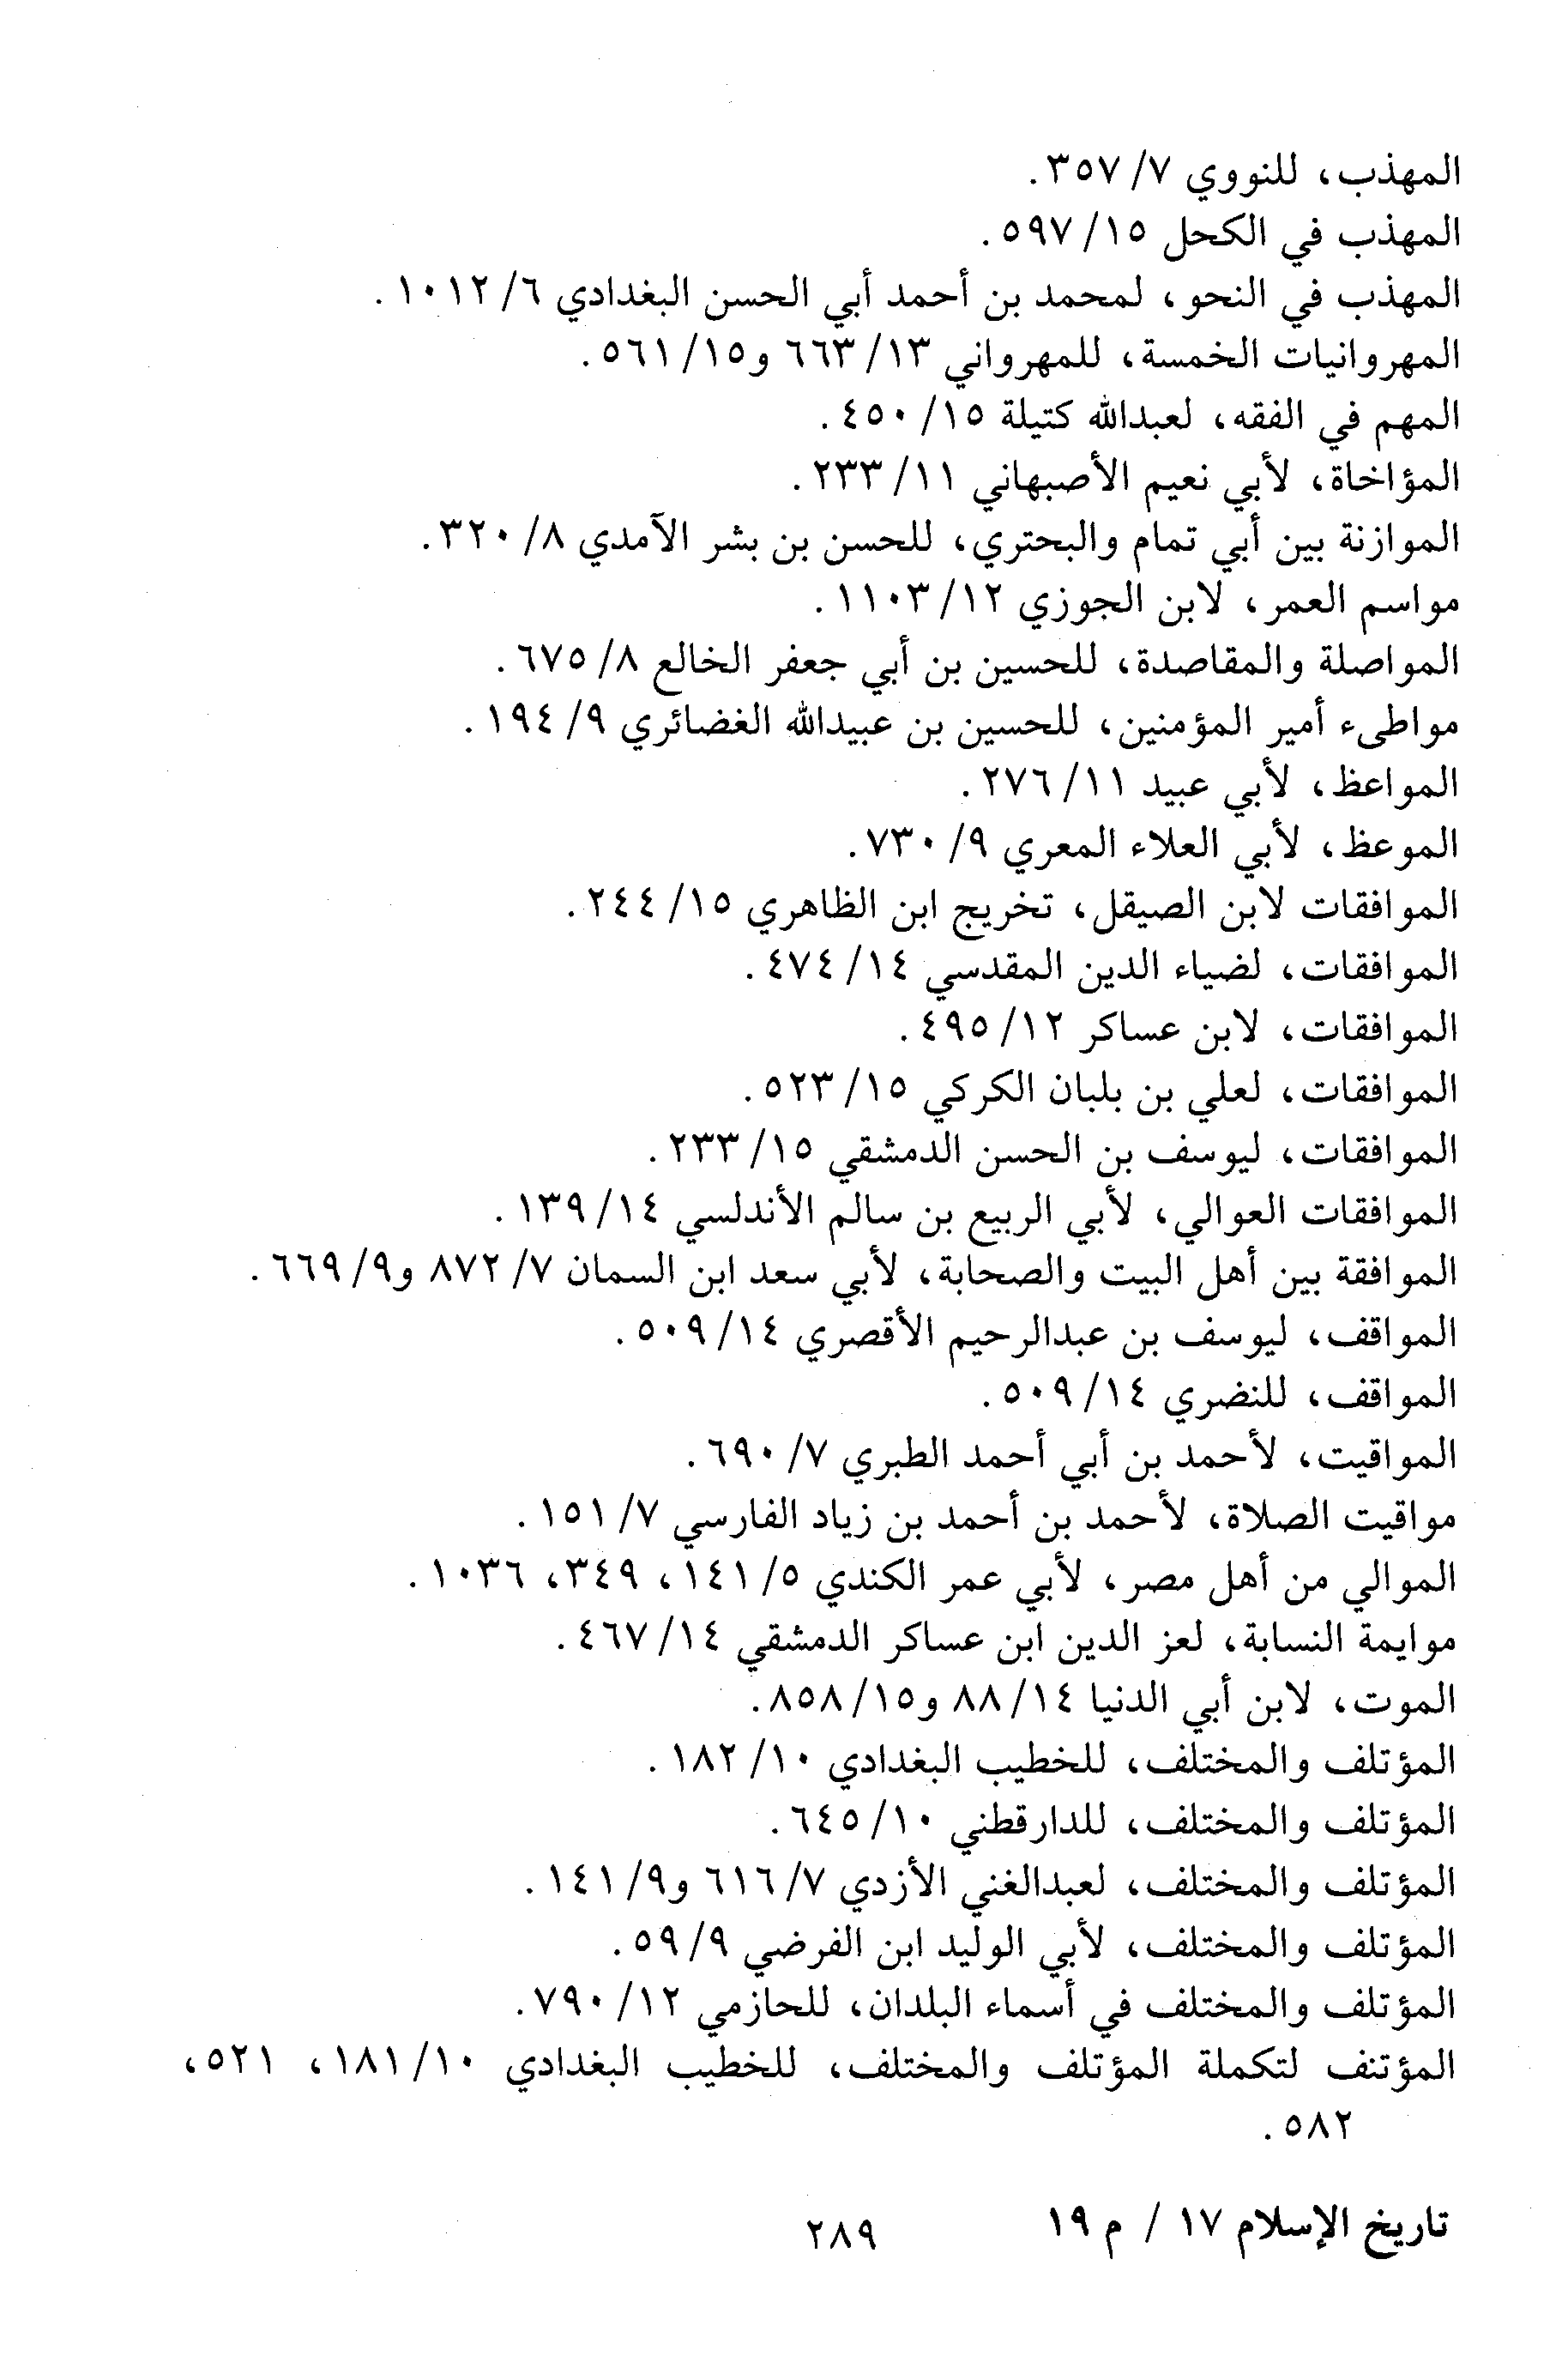 المهذب، للنووي ٧/ ٣٥٧.
المهذب في الكحل ١٥/ ٥٩٧.
المهذب في النحو، لمحمد بن أحمد أبي الحسن البغدادي ٦/ ١٠١٢.
المهروانيات الخمسة، للمهرواني ١٣/ ٦٦٣ و١٥/ ٥٦١.
المهم في الفقه، لعبدالله كتيلة ١٥/ ٤٥٠.
المؤاخاة، لأبي نعيم الأصبهاني ١١/ ٢٣٣.
الموازنة بين أبي تمام والبحتري، للحسن بن بشر الآمدي ٨/ ٣٢٠.
مواسم العمر، لابن الجوزي ١٢/ ١١٠٣.
المواصلة والمقاصدة، للحسين بن أبي جعفر الخالع ٨/ ٦٧٥.
مواطىء أمير المؤمنين، للحسين بن عبيدالله الغضائري ٩/ ١٩٤.
المواعظ، لأبي عبيد ١١/ ٢٧٦.
الموعظ، لأبي العلاء المعري ٩/ ٧٣٠.
الموافقات لابن الصيقل، تخريج ابن الظاهري ١٥/ ٢٤٤.
الموافقات، لضياء الدين المقدسي ١٤/ ٤٧٤.
الموافقات، لابن عساكر ١٢/ ٤٩٥.
الموافقات، لعلي بن بلبان الكركي ١٥/ ٥٢٣.
الموافقات، ليوسف بن الحسن الدمشقي ١٥/ ٢٣٣.
الموافقات العوالي، لأبي الربيع بن سالم الأندلسي ١٤/ ١٣٩.
الموافقة بين أهل البيت والصحابة، لأبي سعد ابن السمان ٧/ ٨٧٢ و٩/ ٦٦٩.
المواقف، ليوسف بن عبدالرحيم الأقصري ١٤/ ٥٠٩.
المواقف، للنضري ١٤/ ٥٠٩.
المواقيت، لأحمد بن أبي أحمد الطبري ٧/ ٦٩٠.
مواقيت الصلاة، لأحمد بن أحمد بن زياد الفارسي ٧/ ١٥١.
الموالي من أهل مصر، لأبي عمر الكندي ٥/ ١٤١، ٣٤٩، ١٠٣٦.
موايمة النسابة، لعز الدين ابن عساكر الدمشقي ١٤/ ٤٦٧.
الموت، لابن أبي الدنيا ١٤/ ٨٨ و١٥/ ٨٥٨.
المؤتلف والمختلف، للخطيب البغدادي ١٠/ ١٨٢.
المؤتلف والمختلف، للدارقطني ١٠/ ٦٤٥.
المؤتلف والمختلف، لعبدالغني الأزدي ٧/ ٦١٦ و٩/ ١٤١.
المؤتلف والمختلف، لأبي الوليد ابن الفرضي ٩/ ٥٩.
المؤتلف والمختلف في أسماء البلدان، للحازمي ١٢/ ٧٩٠.
المؤتنف لتكملة المؤتلف والمختلف، للخطيب البغدادي ١٠/ ١٨١، ٥٢١،
٥٨٢.
تاريخ الإسلام ١٧ / م ١٩
٢٨٩